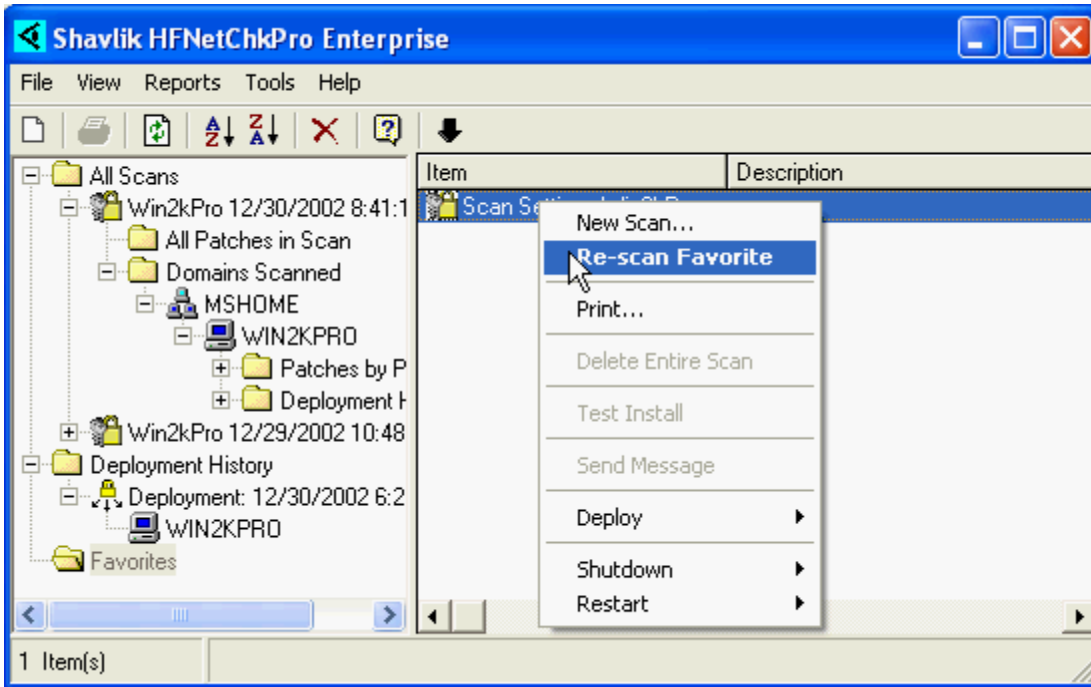 Shavlik HFNetChkPro Enterprise
File View Reports Tools Help
Item Description
All Scans
Win2kPro 12/30/2002 8:41:1
All Patches in Scan
Domains Scanned
MSHOME
WIN2KPRO
Patches by P
Deployment H
Win2kPro 12/29/2002 10:48
Deployment History
Deployment: 12/30/2002 6:2
WIN2KPRO
Favorites
Scan
New Scan...
Re-scan Favorite
Print...
Delete Entire Scan
Test Install
Send Message
Deploy
Shutdown
Restart
1 Item(s)